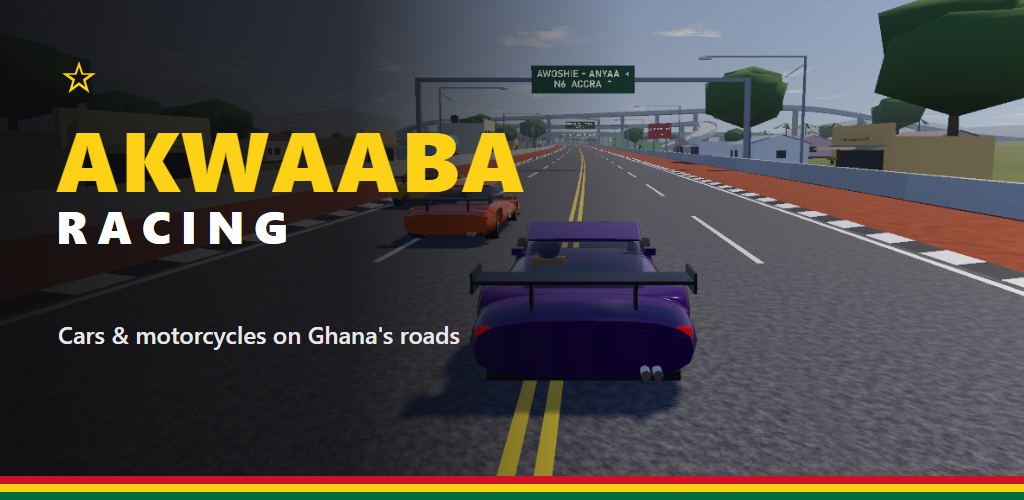 AKWAABA
RACING
Cars & motorcycles on Ghana's roads
AWOSHIE - ANYAA
N6 ACCRA